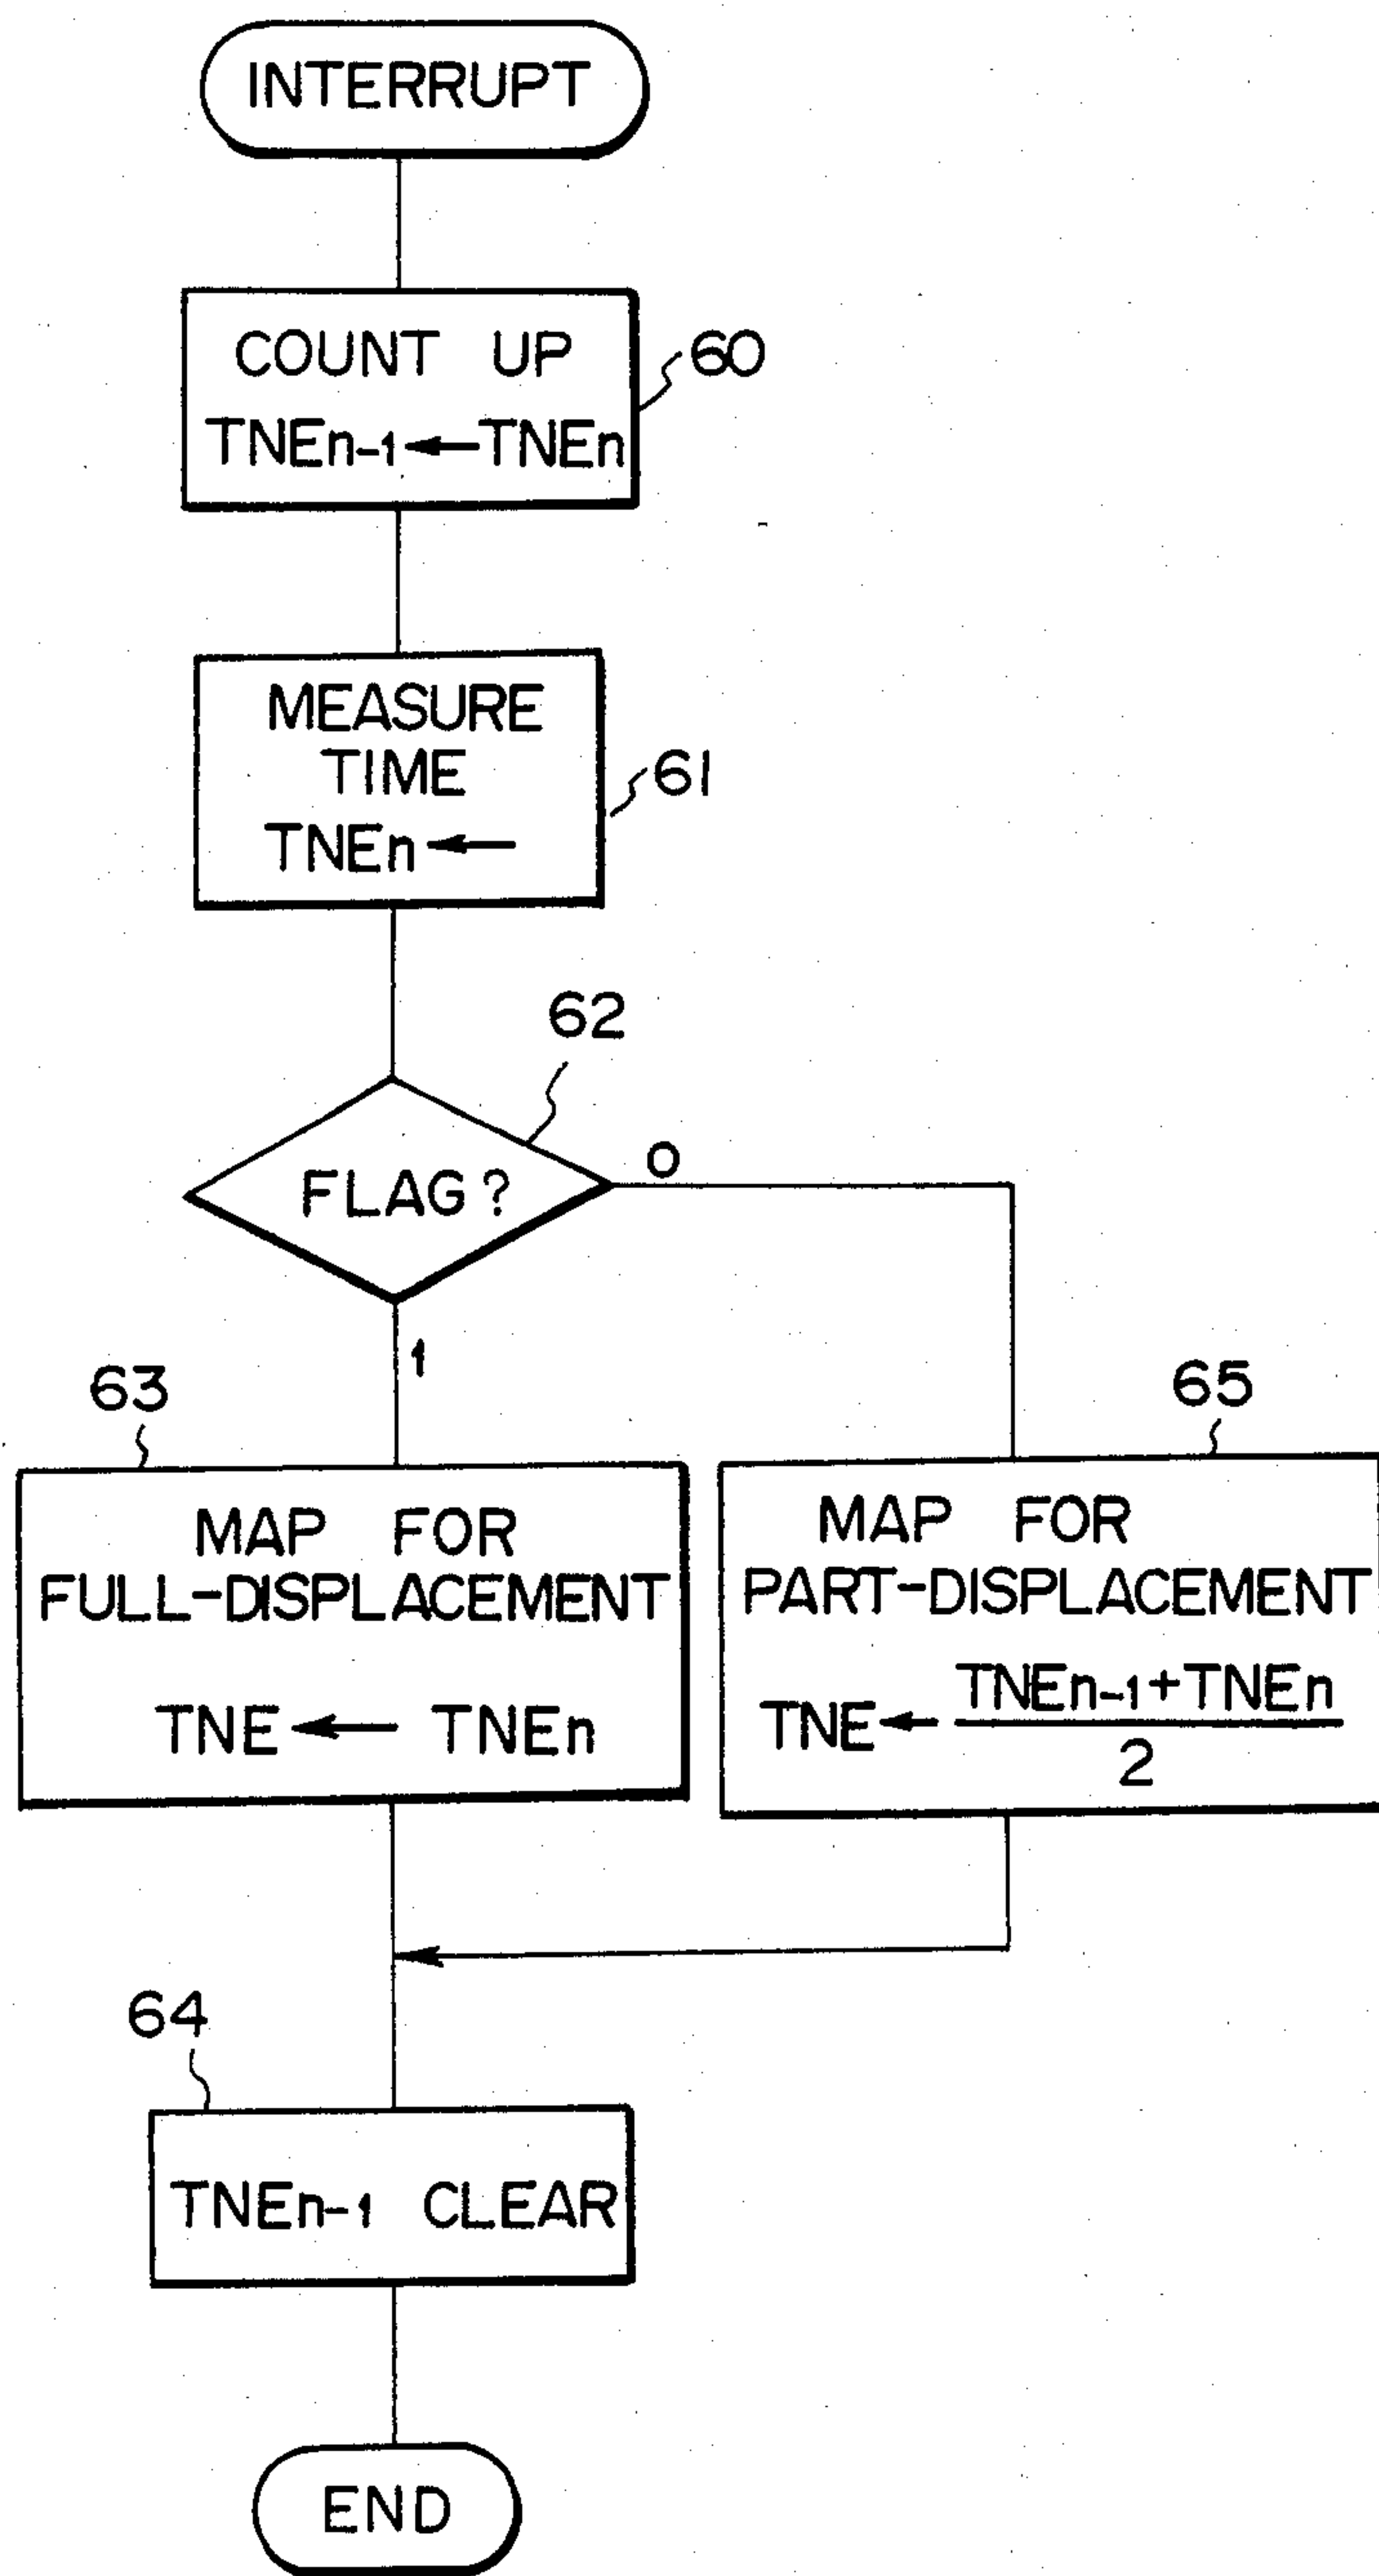 INTERRUPT
COUNT UP
TNEn-1←TNEn
60
MEASURE
TIME
TNEn←
61
62
FLAG?
0
1
63
MAP FOR
FULL-DISPLACEMENT
TNE ← TNEn
65
MAP FOR
PART-DISPLACEMENT
TNE← TNEn-1+TNEn
2
64
TNEn-1 CLEAR
END